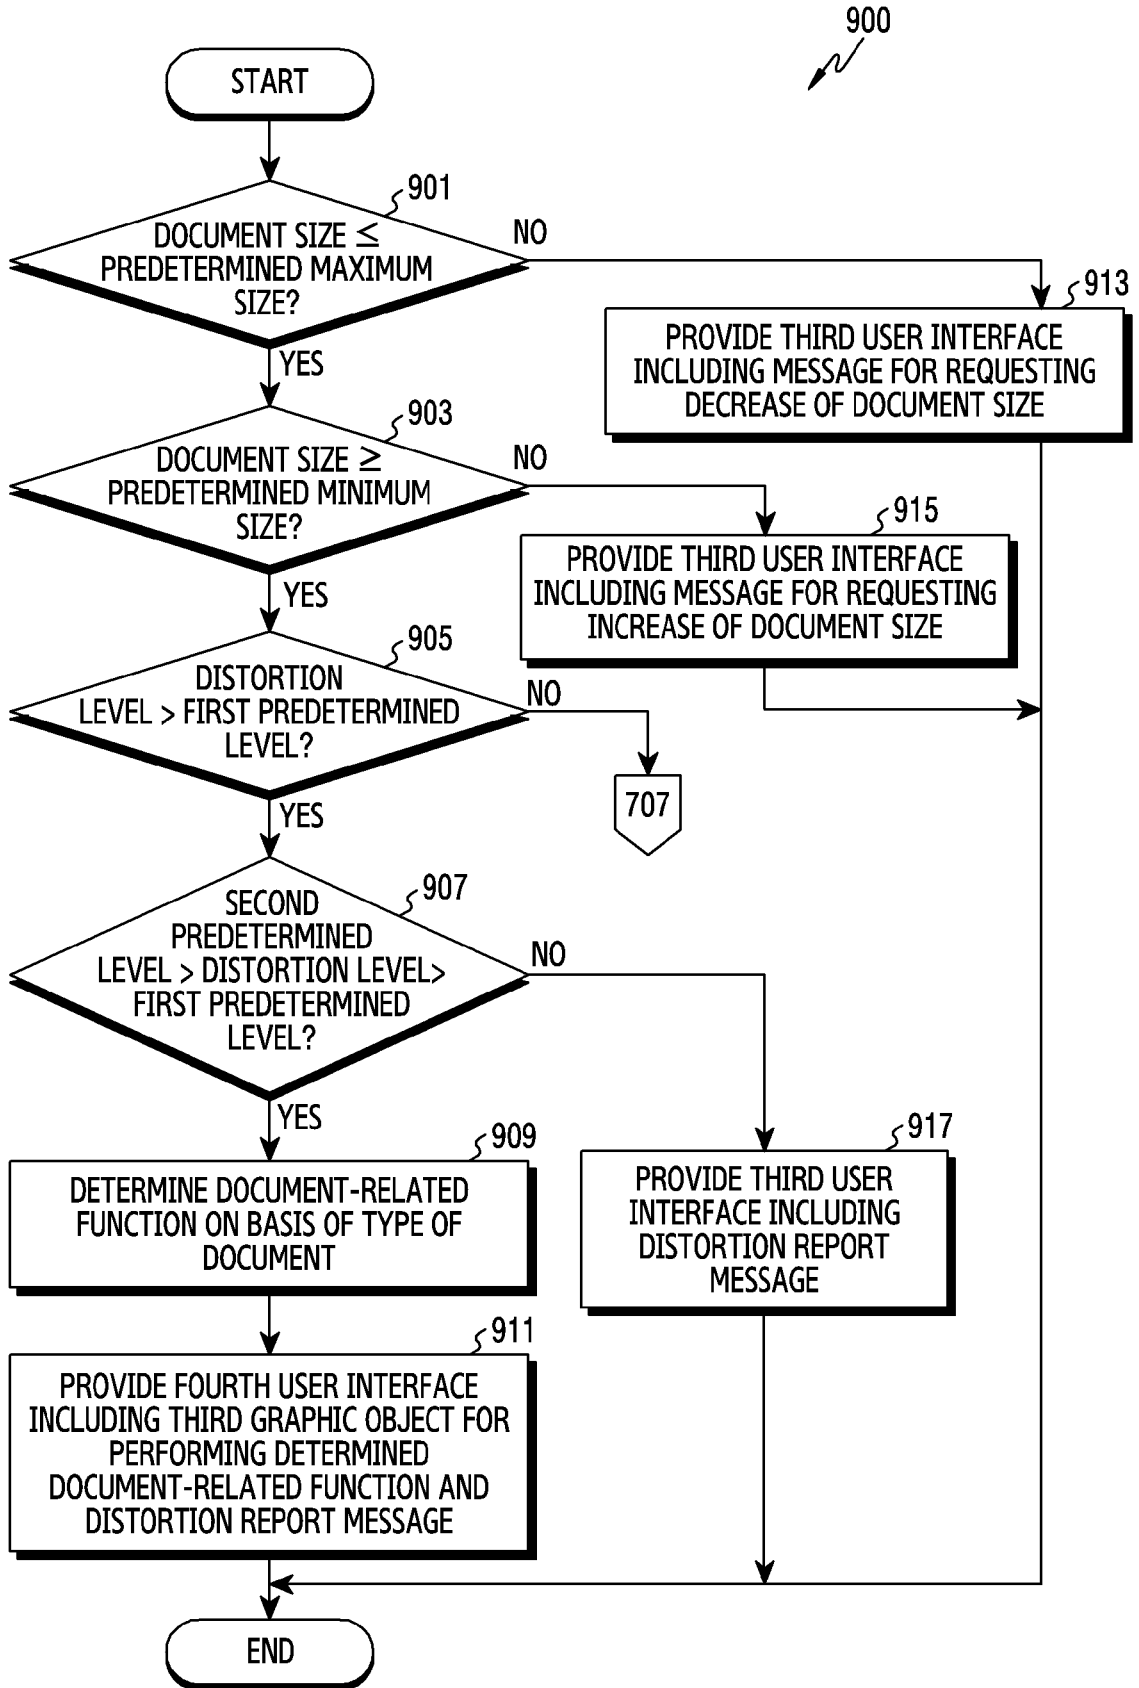 900
START
901
DOCUMENT SIZE ≤
PREDETERMINED MAXIMUM
SIZE?
NO
YES
913
PROVIDE THIRD USER INTERFACE
INCLUDING MESSAGE FOR REQUESTING
DECREASE OF DOCUMENT SIZE
903
DOCUMENT SIZE ≥
PREDETERMINED MINIMUM
SIZE?
NO
YES
915
PROVIDE THIRD USER INTERFACE
INCLUDING MESSAGE FOR REQUESTING
INCREASE OF DOCUMENT SIZE
905
DISTORTION
LEVEL > FIRST PREDETERMINED
LEVEL?
NO
YES
707
907
SECOND
PREDETERMINED
LEVEL > DISTORTION LEVEL>
FIRST PREDETERMINED
LEVEL?
NO
YES
909
DETERMINE DOCUMENT-RELATED
FUNCTION ON BASIS OF TYPE OF
DOCUMENT
917
PROVIDE THIRD USER
INTERFACE INCLUDING
DISTORTION REPORT
MESSAGE
911
PROVIDE FOURTH USER INTERFACE
INCLUDING THIRD GRAPHIC OBJECT FOR
PERFORMING DETERMINED
DOCUMENT-RELATED FUNCTION AND
DISTORTION REPORT MESSAGE
END